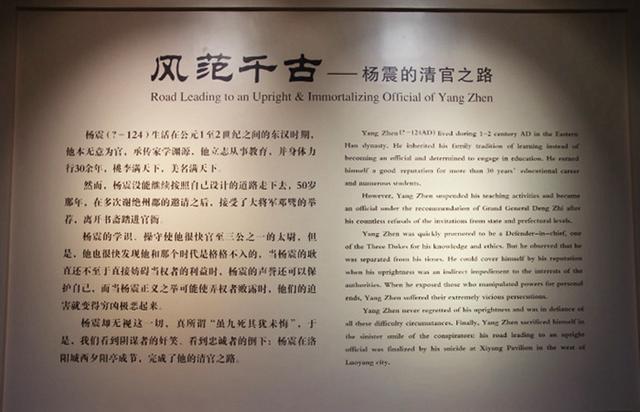 风范千古——杨震的清官之路
Road Leading to an Upright & Immortalizing Official of Yang Zhen
杨震(?-124)生活在公元1至2世纪之间的东汉时期,
他本无意为官,承传家学渊源,他立志从事教育,并身体力
行30余年,桃李满天下,美名满天下。
然而,杨震没能继续按照自己设计的道路走下去,50岁
那年,在多次谢绝州郡的邀请之后,接受了大将军邓骘的举
荐,离开书斋踏进官衙。
杨震的学识、操守使他很快官至三公之一的太尉。但
是,他也很快发现他和那个时代是格格不入的,当杨震的耿
直还不至于直接妨碍当权者的利益时,杨震的声誉还可以保
护自己,而当杨震正义之举可能使弄权者败露时,他们的迫
害就变得穷凶极恶起来。
杨震却无视这一切,真所谓“虽九死其犹未悔”,于
是,我们看到阴谋者的奸笑、看到忠诚者的倒下:杨震在洛
阳城西夕阳亭成节,完成了他的清官之路。
Yang Zhen(?-124AD) lived during 1-2 century AD in the Eastern
Han dynasty. He inherited his family tradition of learning instead of
becoming an official and determined to engage in education. He earned
himself a good reputation for more than 30 years' educational career
and numerous students.
However, Yang Zhen suspended his teaching activities and became
an official under the recommendation of Grand General Deng Zhi after
his countless refusals of the invitations from state and prefectural levels.
Yang Zhen was quickly promoted to be a Defender-in-chief, one
of the Three Dukes for his knowledge and ethics. But he observed that he
was separated from his times. He could cover himself by his reputation
when his uprightness was an indirect impediment to the interests of the
authorities. When he exposed those who manipulated powers for personal
ends, Yang Zhen suffered their extremely vicious persecutions.
Yang Zhen never regretted of his uprightness and was in defiance of
all these difficulty circumstances. Finally, Yang Zhen sacrificed himself in
the sinister smile of the conspirators: his road leading to an upright
official was finalized by his suicide at Xiyang Pavilion in the west of
Luoyang city.